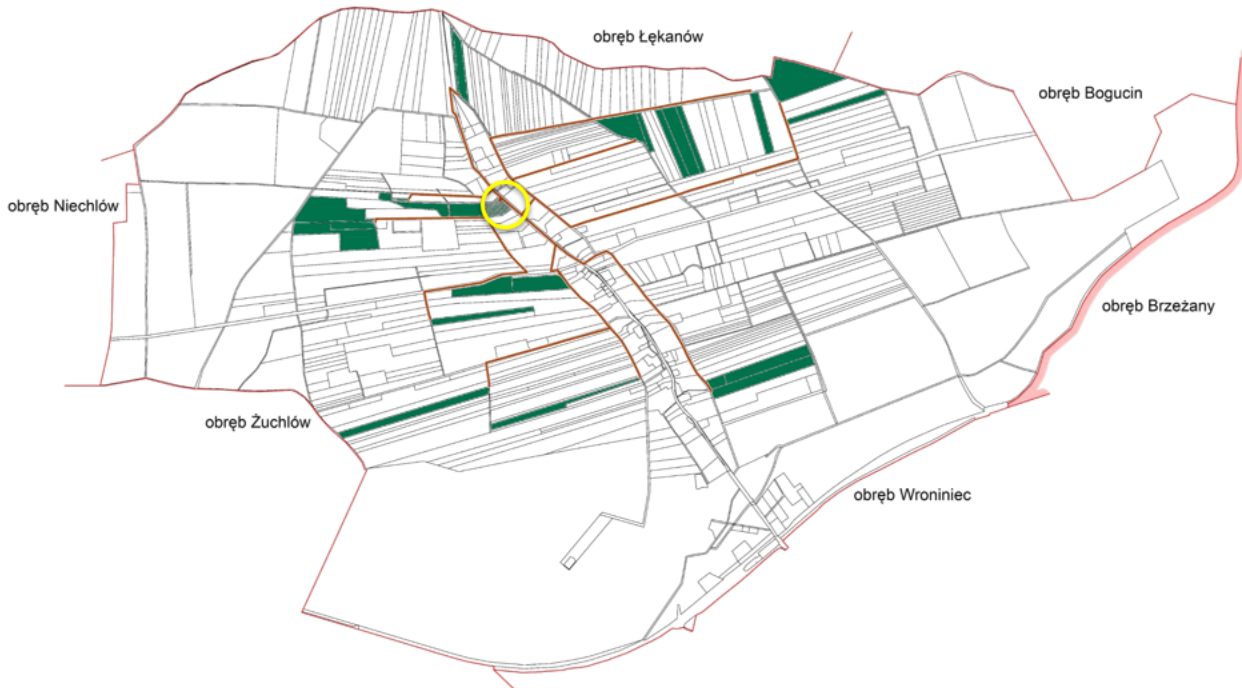 obręb Łękanów
obręb Bogucin
obręb Niechlów
obręb Brzeżany
obręb Żuchlów
obręb Wroniniec